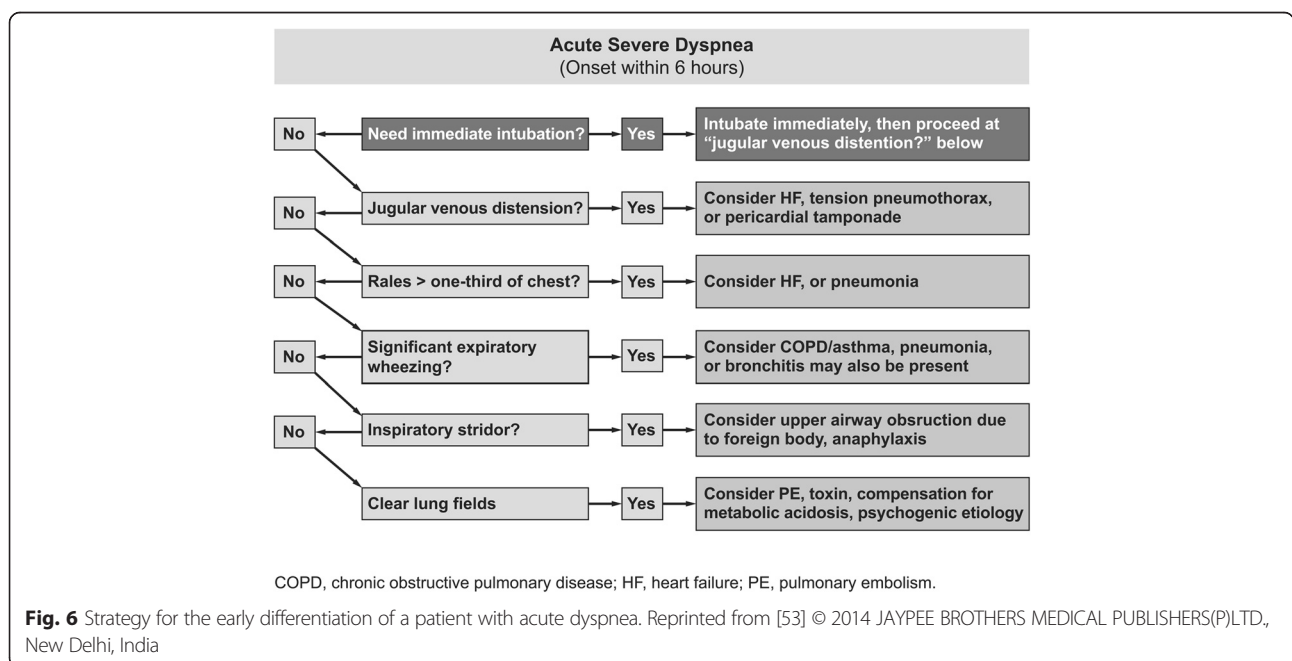 Acute Severe Dyspnea
(Onset within 6 hours)
No
Need immediate intubation?
Yes
Intubate immediately, then proceed at
“jugular venous distention?” below
No
Jugular venous distension?
Yes
Consider HF, tension pneumothorax,
or pericardial tamponade
No
Rales > one-third of chest?
Yes
Consider HF, or pneumonia
No
Significant expiratory
wheezing?
Yes
Consider COPD/asthma, pneumonia,
or bronchitis may also be present
No
Inspiratory stridor?
Yes
Consider upper airway obsruction due
to foreign body, anaphylaxis
Clear lung fields
Yes
Consider PE, toxin, compensation for
metabolic acidosis, psychogenic etiology
COPD, chronic obstructive pulmonary disease; HF, heart failure; PE, pulmonary embolism.
Fig. 6 Strategy for the early differentiation of a patient with acute dyspnea. Reprinted from [53] © 2014 JAYPEE BROTHERS MEDICAL PUBLISHERS(P)LTD.,
New Delhi, India